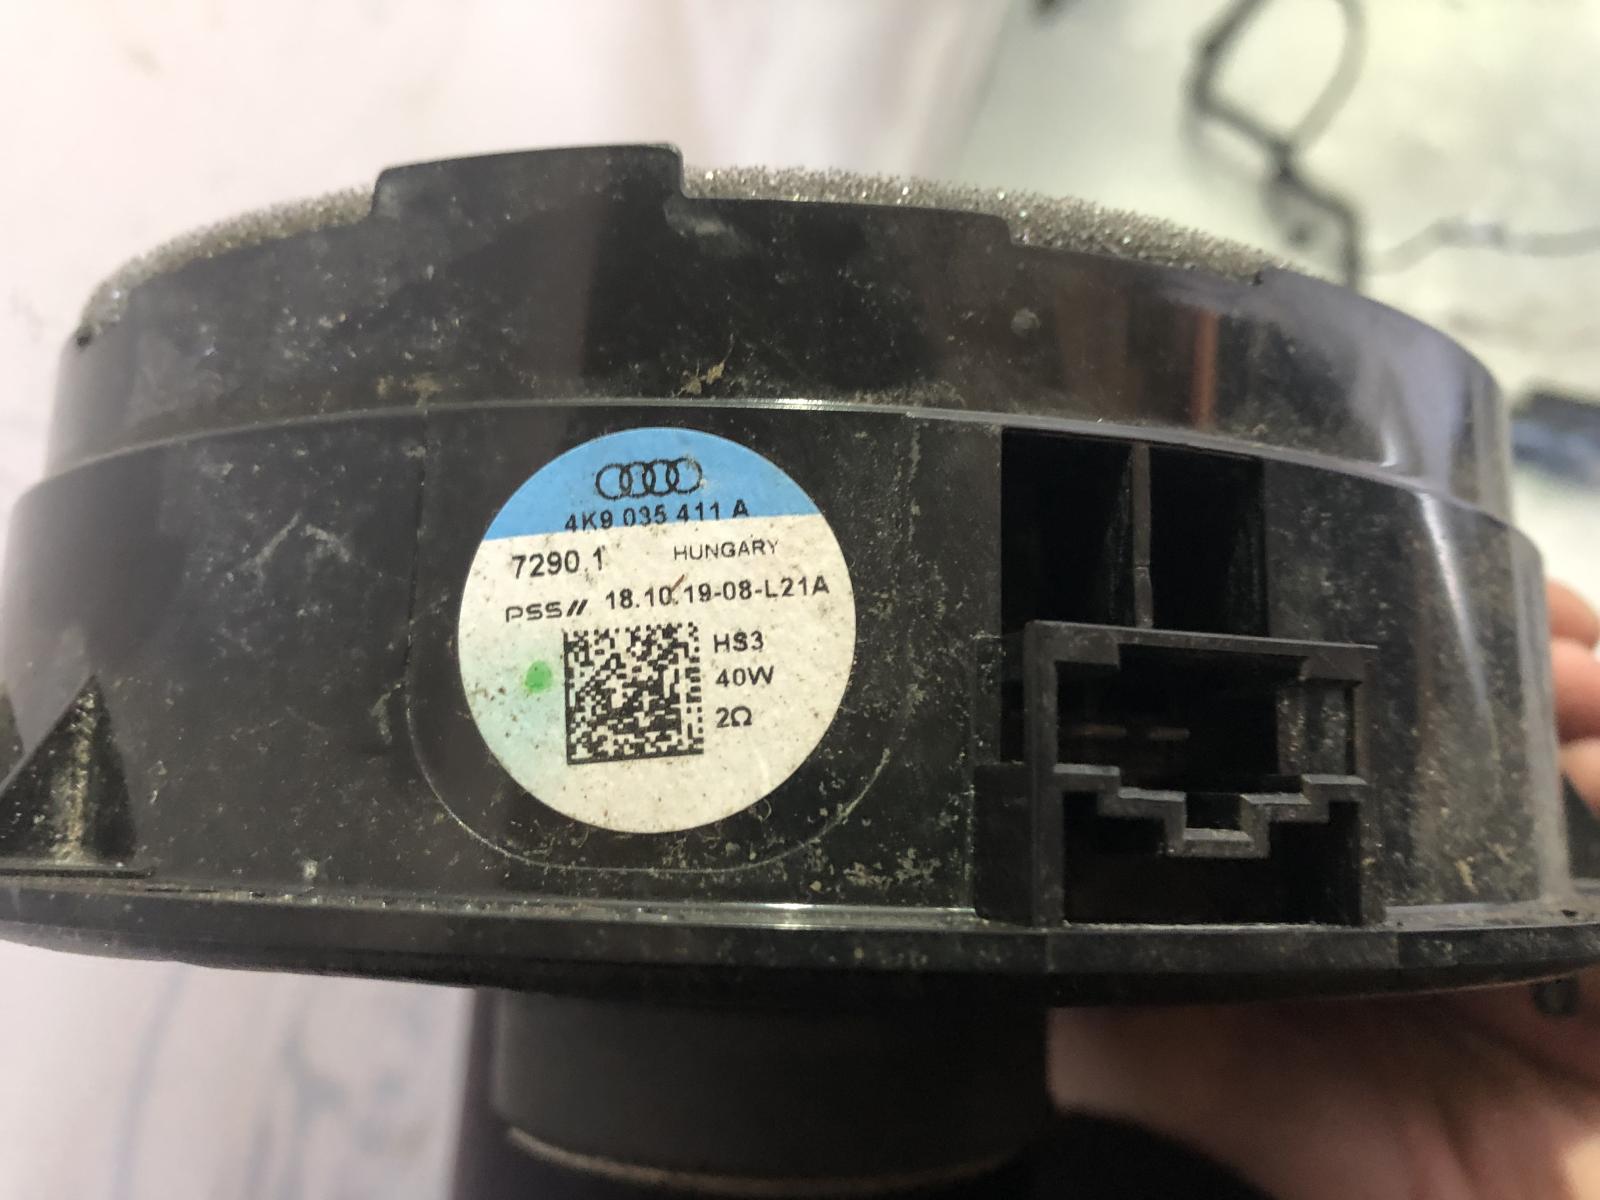 4K9 035 411 A
7290.1 HUNGARY
PSS// 18.10.19-08-L21A
HS3
40W
2Ω